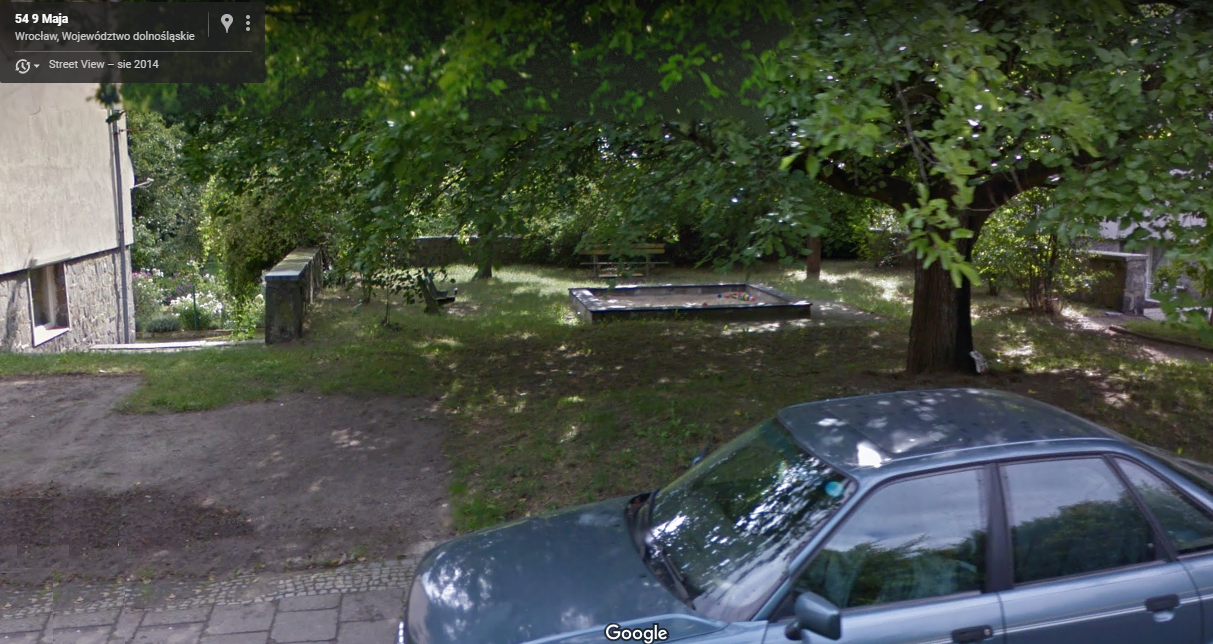 54 9 Maja
Wrocław, Województwo dolnośląskie
Street View – sie 2014
Google